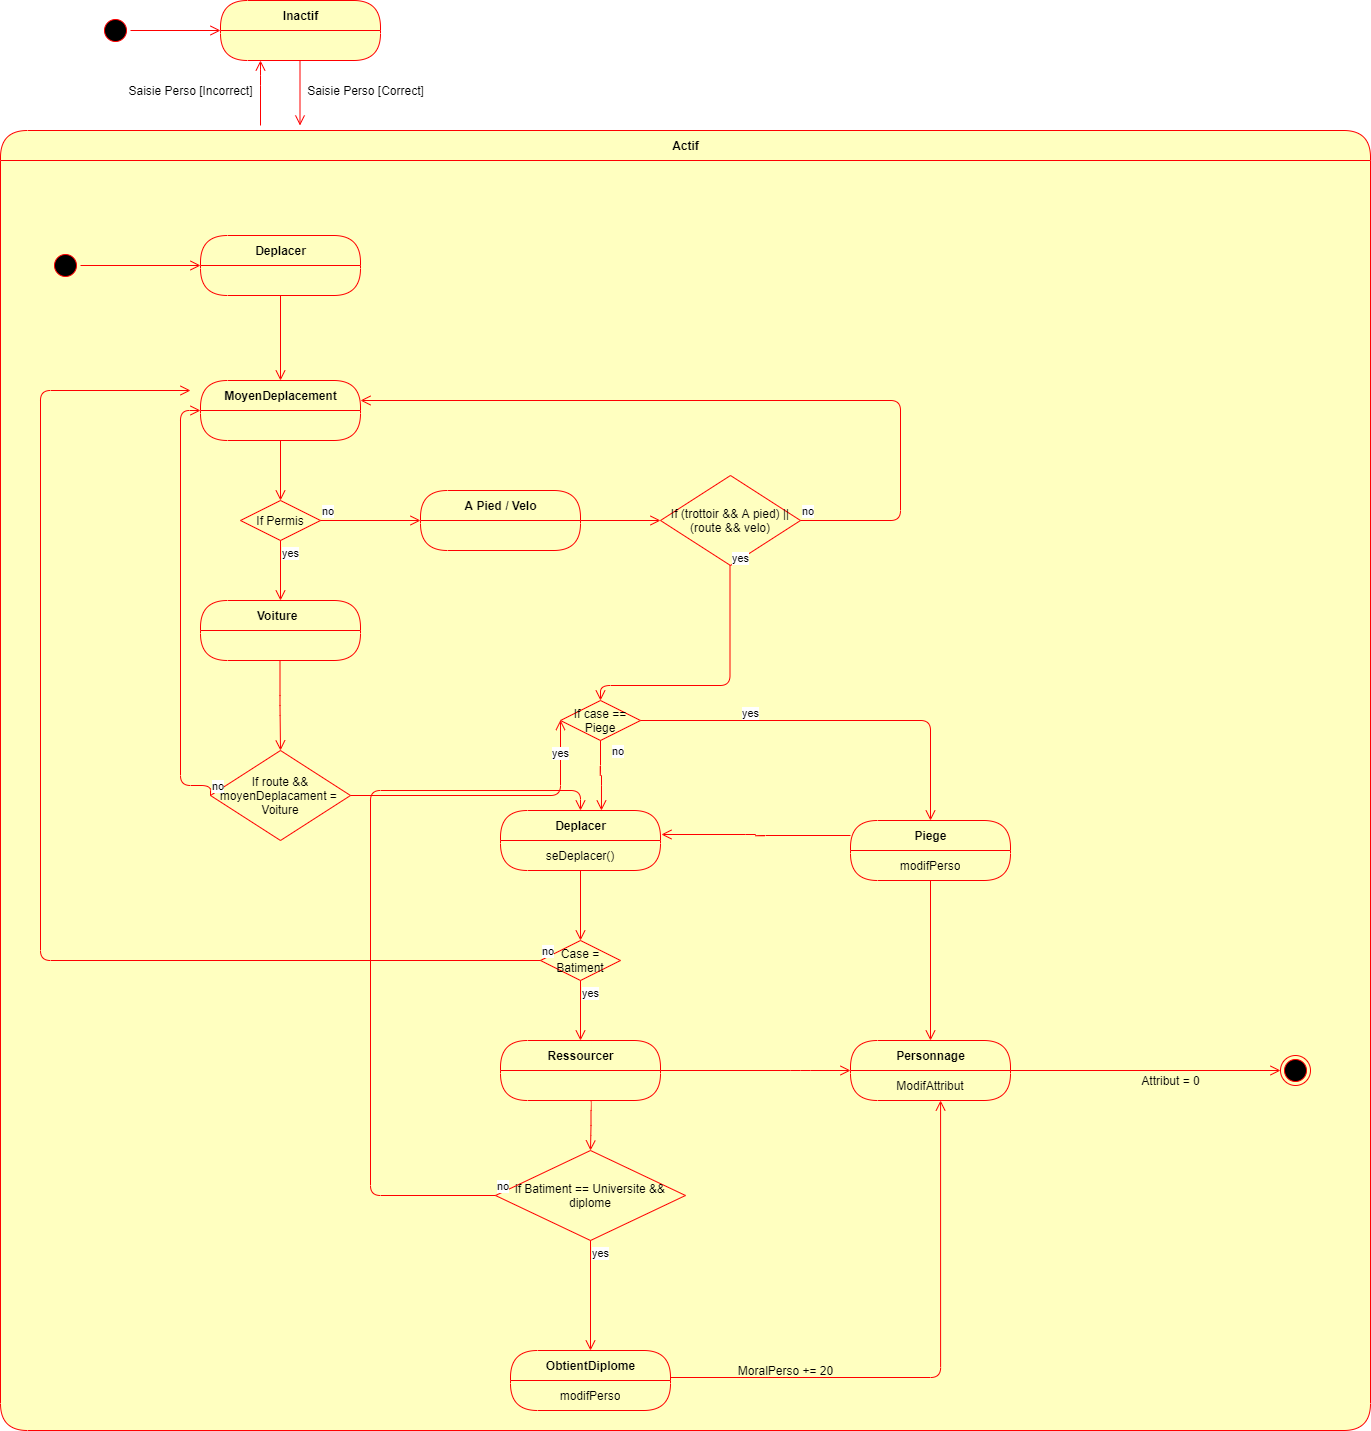 Inactif
Saisie Perso [Incorrect]
Saisie Perso [Correct]
Actif
Deplacer
MoyenDeplacement
If Permis
no
yes
A Pied / Velo
If (trottoir && A pied) ||
(route && velo)
no
yes
Voiture
If route &&
moyenDeplacament =
Voiture
no
yes
If case ==
Piege
yes
no
Deplacer
seDeplacer()
Piege
modifPerso
Case =
Batiment
no
yes
Ressourcer
Personnage
ModifAttribut
Attribut = 0
If Batiment == Universite &&
diplome
no
yes
ObtientDiplome
modifPerso
MoralPerso += 20